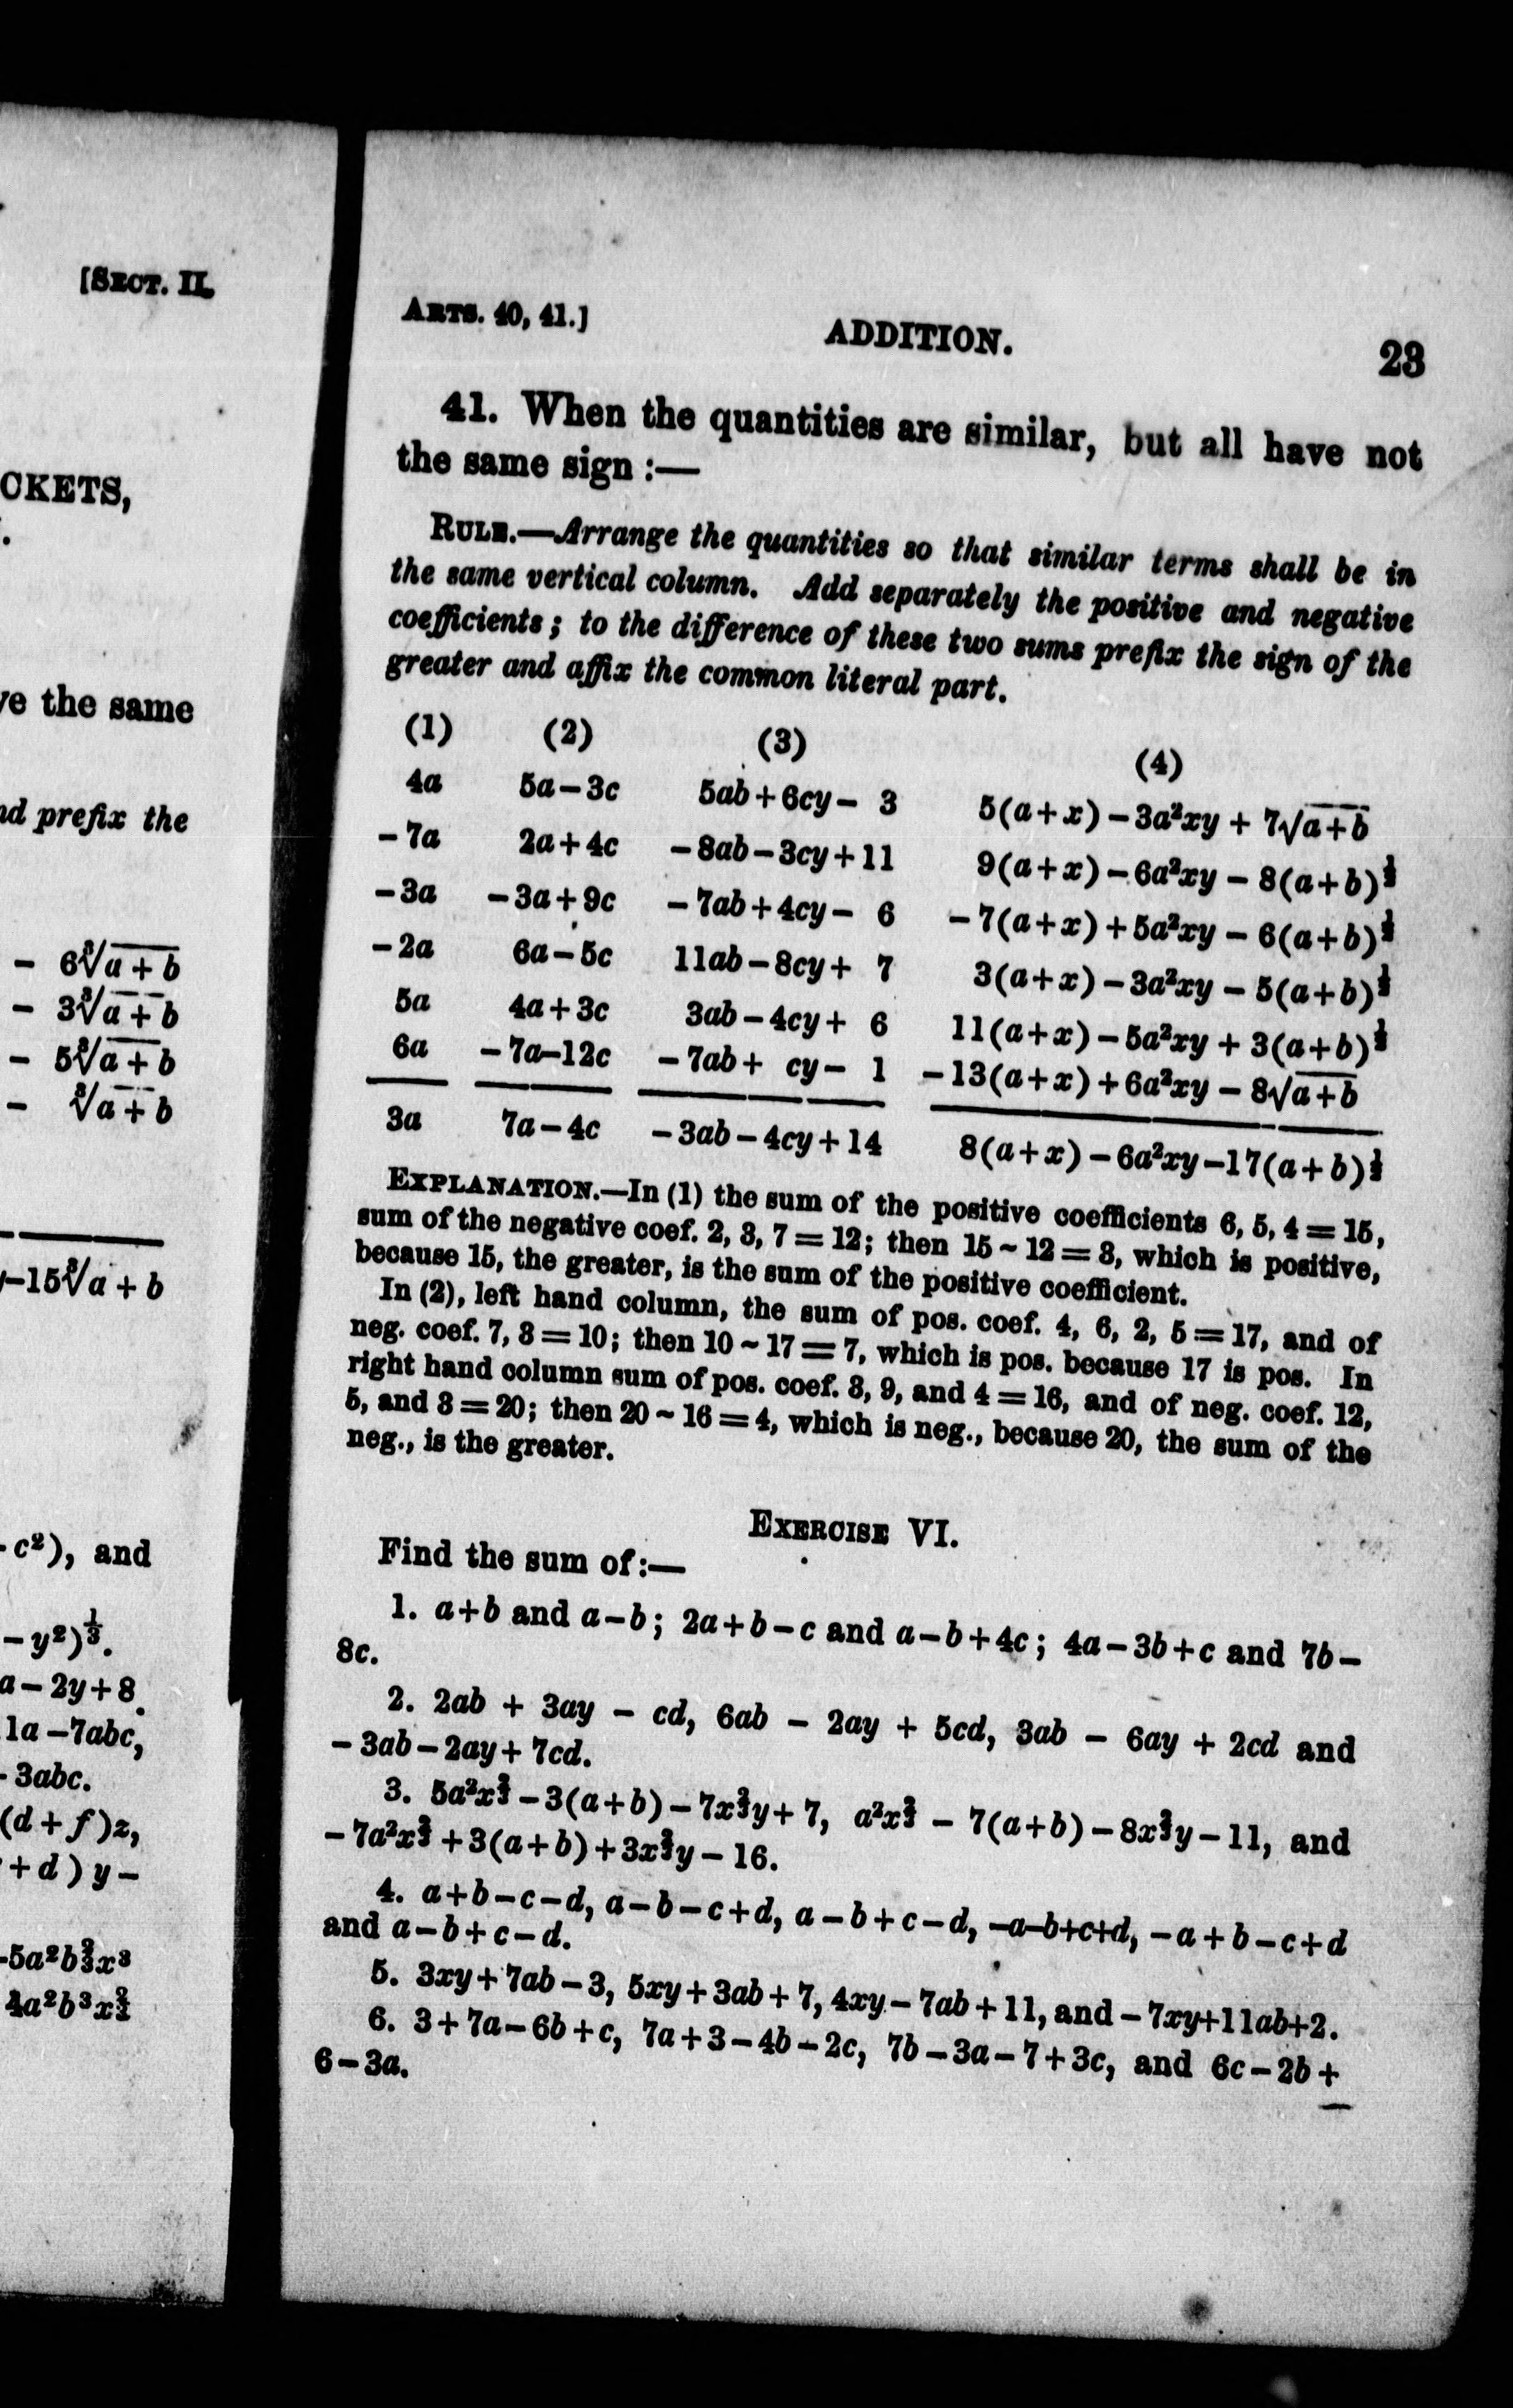 [SECT. II.
OKETS,
.
ve the same
nd prefix the
- 6∛a + b
- 3∛a + b
- 5∛a + b
- ∛a + b
-15∛a + b
c²), and
- y²)^⅓.
a - 2y + 8
1a - 7abc,
- 3abc.
(d + f)z,
+ d) y -
5a²b^⅔x³
4a²b³x^⅔
ARTS. 40, 41.]
ADDITION.
23
41. When the quantities are similar, but all have not
the same sign :—
RULE.—Arrange the quantities so that similar terms shall be in
the same vertical column. Add separately the positive and negative
coefficients ; to the difference of these two sums prefix the sign of the
greater and affix the common literal part.
(1) (2) (3) (4)
4a 5a - 3c 5ab + 6cy - 3 5(a + x) - 3a²xy + 7√a + b
- 7a 2a + 4c - 8ab - 3cy + 11 9(a + x) - 6a²xy - 8(a + b)^½
- 3a - 3a + 9c - 7ab + 4cy - 6 - 7(a + x) + 5a²xy - 6(a + b)^½
- 2a 6a - 5c 11ab - 8cy + 7 3(a + x) - 3a²xy - 5(a + b)^½
5a 4a + 3c 3ab - 4cy + 6 11(a + x) - 5a²xy + 3(a + b)^½
6a - 7a - 12c - 7ab + cy - 1 - 13(a + x) + 6a²xy - 8√a + b
3a 7a - 4c - 3ab - 4cy + 14 8(a + x) - 6a²xy - 17(a + b)^½
EXPLANATION.—In (1) the sum of the positive coefficients 6, 5, 4 = 15,
sum of the negative coef. 2, 3, 7 = 12; then 15 ~ 12 = 3, which is positive,
because 15, the greater, is the sum of the positive coefficient.
In (2), left hand column, the sum of pos. coef. 4, 6, 2, 5 = 17, and of
neg. coef. 7, 3 = 10; then 10 ~ 17 = 7, which is pos. because 17 is pos. In
right hand column sum of pos. coef. 3, 9, and 4 = 16, and of neg. coef. 12,
5, and 3 = 20; then 20 ~ 16 = 4, which is neg., because 20, the sum of the
neg., is the greater.
EXERCISE VI.
Find the sum of:—
1. a + b and a - b; 2a + b - c and a - b + 4c; 4a - 3b + c and 7b -
8c.
2. 2ab + 3ay - cd, 6ab - 2ay + 5cd, 3ab - 6ay + 2cd and
- 3ab - 2ay + 7cd.
3. 5a²x^⅔ - 3(a + b) - 7x^⅔y + 7, a²x^⅔ - 7(a + b) - 8x^⅔y - 11, and
- 7a²x^⅔ + 3(a + b) + 3x^⅔y - 16.
4. a + b - c - d, a - b - c + d, a - b + c - d, -a - b + c + d, - a + b - c + d
and a - b + c - d.
5. 3xy + 7ab - 3, 5xy + 3ab + 7, 4xy - 7ab + 11, and - 7xy + 11ab + 2.
6. 3 + 7a - 6b + c, 7a + 3 - 4b - 2c, 7b - 3a - 7 + 3c, and 6c - 2b +
6 - 3a.